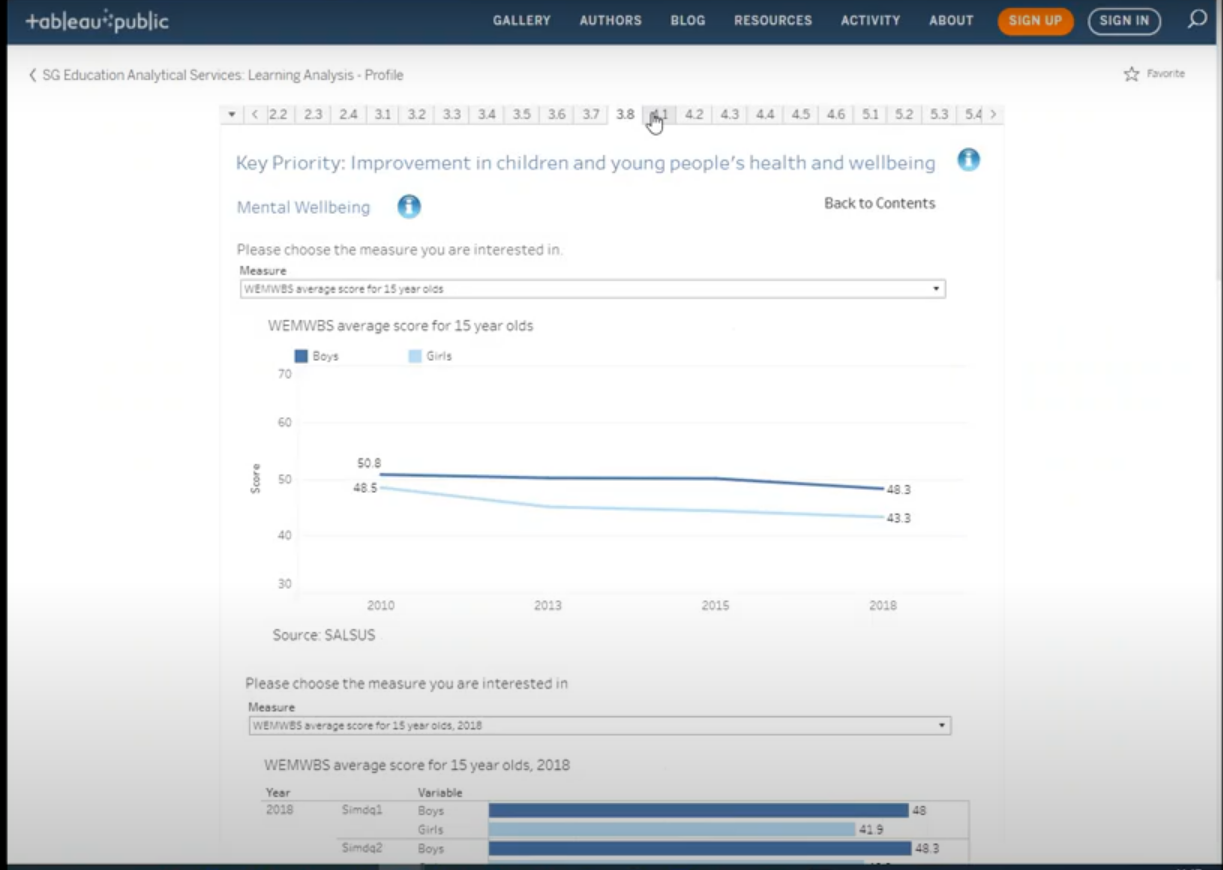 +ableau public
GALLERY AUTHORS BLOG RESOURCES ACTIVITY ABOUT SIGN UP SIGN IN
SG Education Analytical Services: Learning Analysis - Profile
Favorite
2.2 2.3 2.4 3.1 3.2 3.3 3.4 3.5 3.6 3.7 3.8 4.1 4.2 4.3 4.4 4.5 4.6 5.1 5.2 5.3 5.4
Key Priority: Improvement in children and young people's health and wellbeing
Mental Wellbeing
Back to Contents
Please choose the measure you are interested in.
Measure
WEMWBS average score for 15 year olds
WEMWBS average score for 15 year olds
Boys Girls
70
60
50.8
Score
50
48.5
48.3
43.3
40
30
2010 2013 2015 2018
Source: SALSUS
Please choose the measure you are interested in
Measure
WEMWBS average score for 15 year olds, 2018
WEMWBS average score for 15 year olds, 2018
Year Variable
2018 Simdq1 Boys 48
Girls 41.9
Simdq2 Boys 48.3